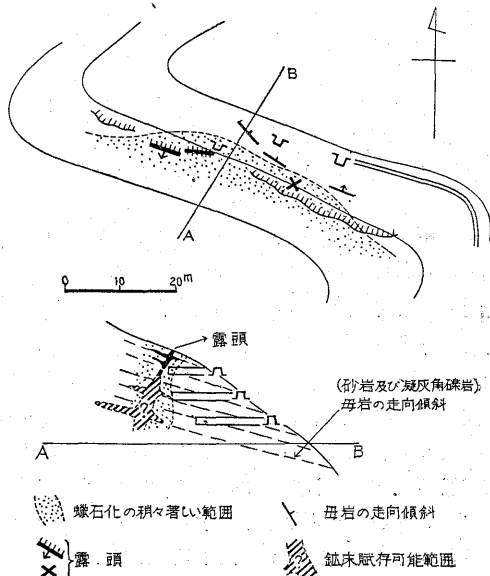 B
A
0 10 20m
露頭
(砂岩及び凝灰角礫岩)
母岩の走向傾斜
A
B
蠟石化の稍々著しい範囲
母岩の走向傾斜
露頭
鉱床賦存可能範囲